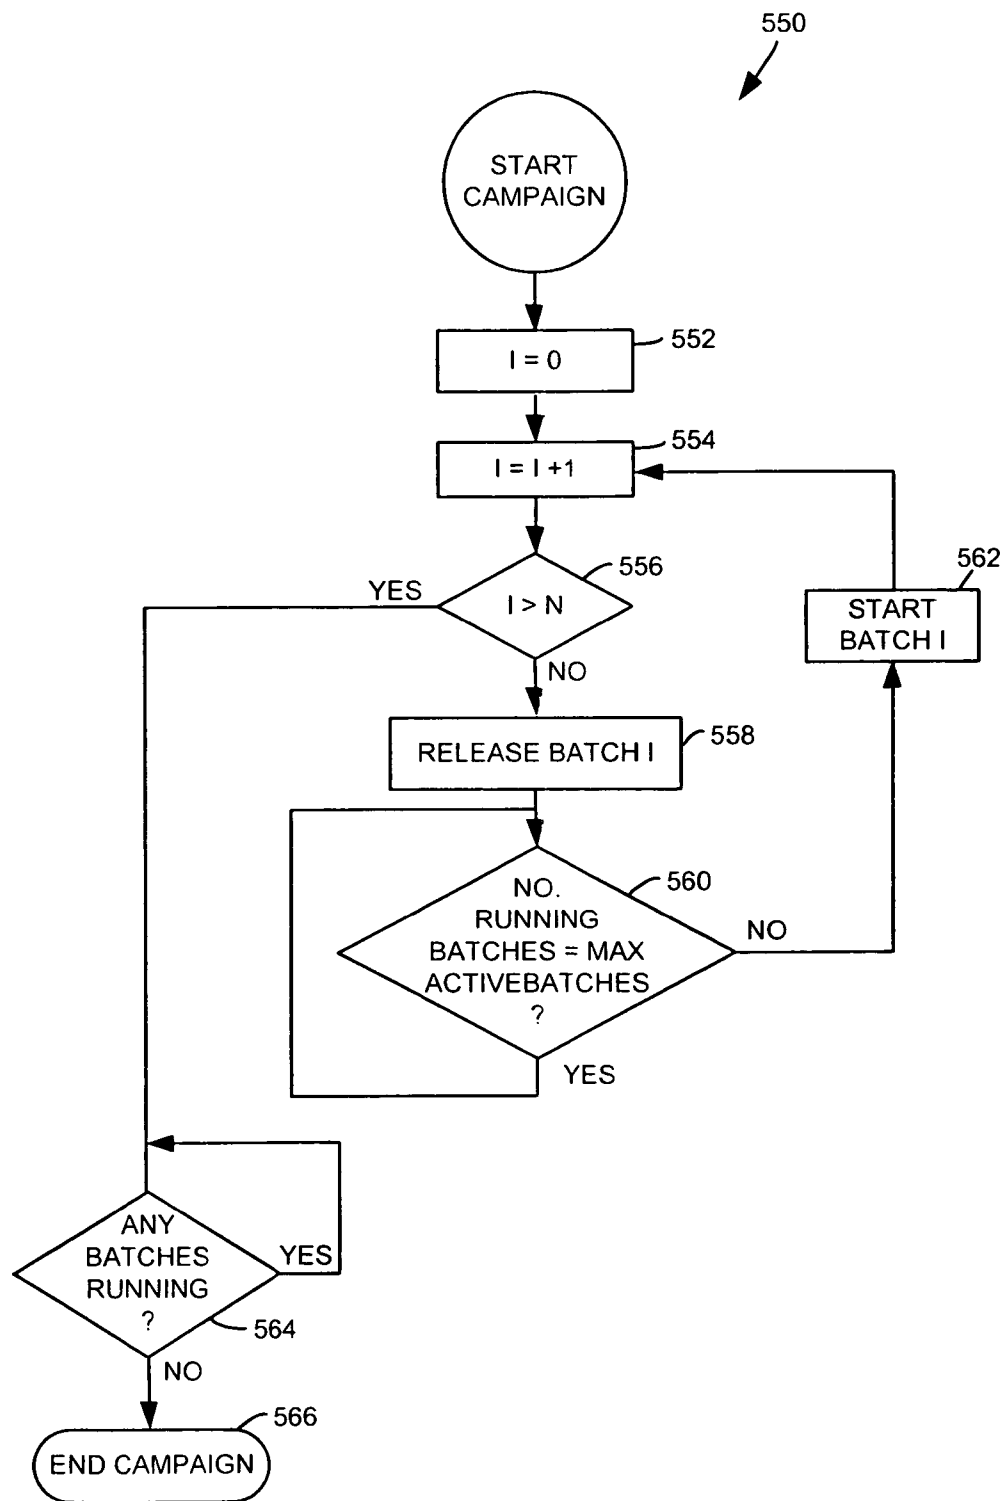 550
START
CAMPAIGN
552
I = 0
554
I = I +1
556
YES
I > N
562
START
BATCH I
NO
558
RELEASE BATCH I
560
NO.
RUNNING
BATCHES = MAX
ACTIVEBATCHES
?
NO
YES
ANY
BATCHES
RUNNING
?
YES
564
NO
566
END CAMPAIGN